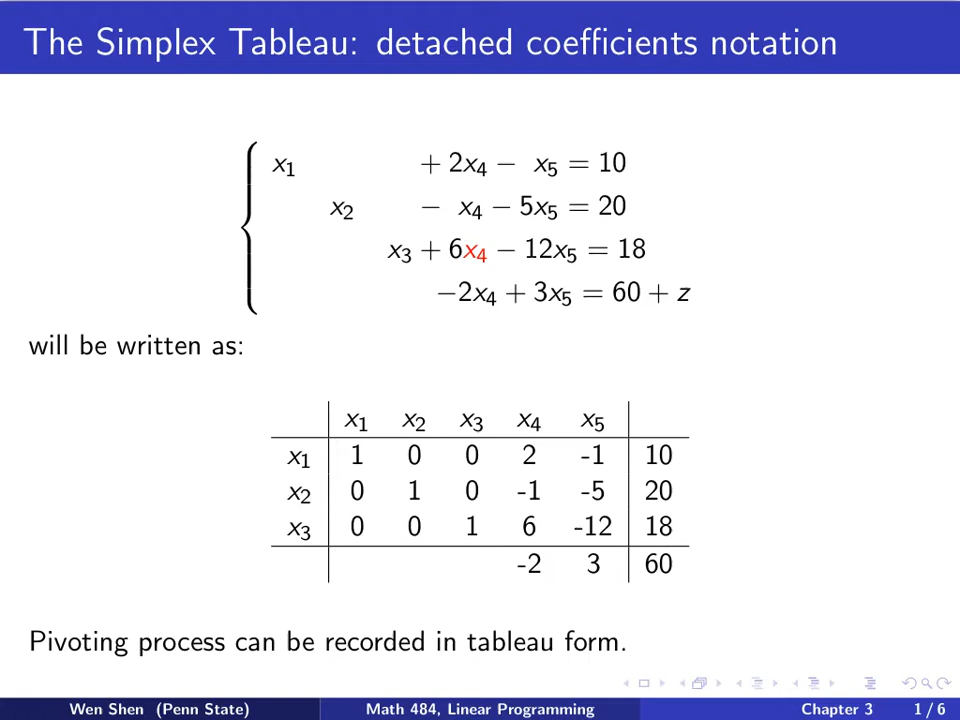 The Simplex Tableau: detached coefficients notation
x₁ + 2x₄ − x₅ = 10
x₂ − x₄ − 5x₅ = 20
x₃ + 6x₄ − 12x₅ = 18
−2x₄ + 3x₅ = 60 + z
will be written as:
x₁ x₂ x₃ x₄ x₅
x₁ 1 0 0 2 -1 10
x₂ 0 1 0 -1 -5 20
x₃ 0 0 1 6 -12 18
-2 3 60
Pivoting process can be recorded in tableau form.
Wen Shen (Penn State) Math 484, Linear Programming Chapter 3 1 / 6